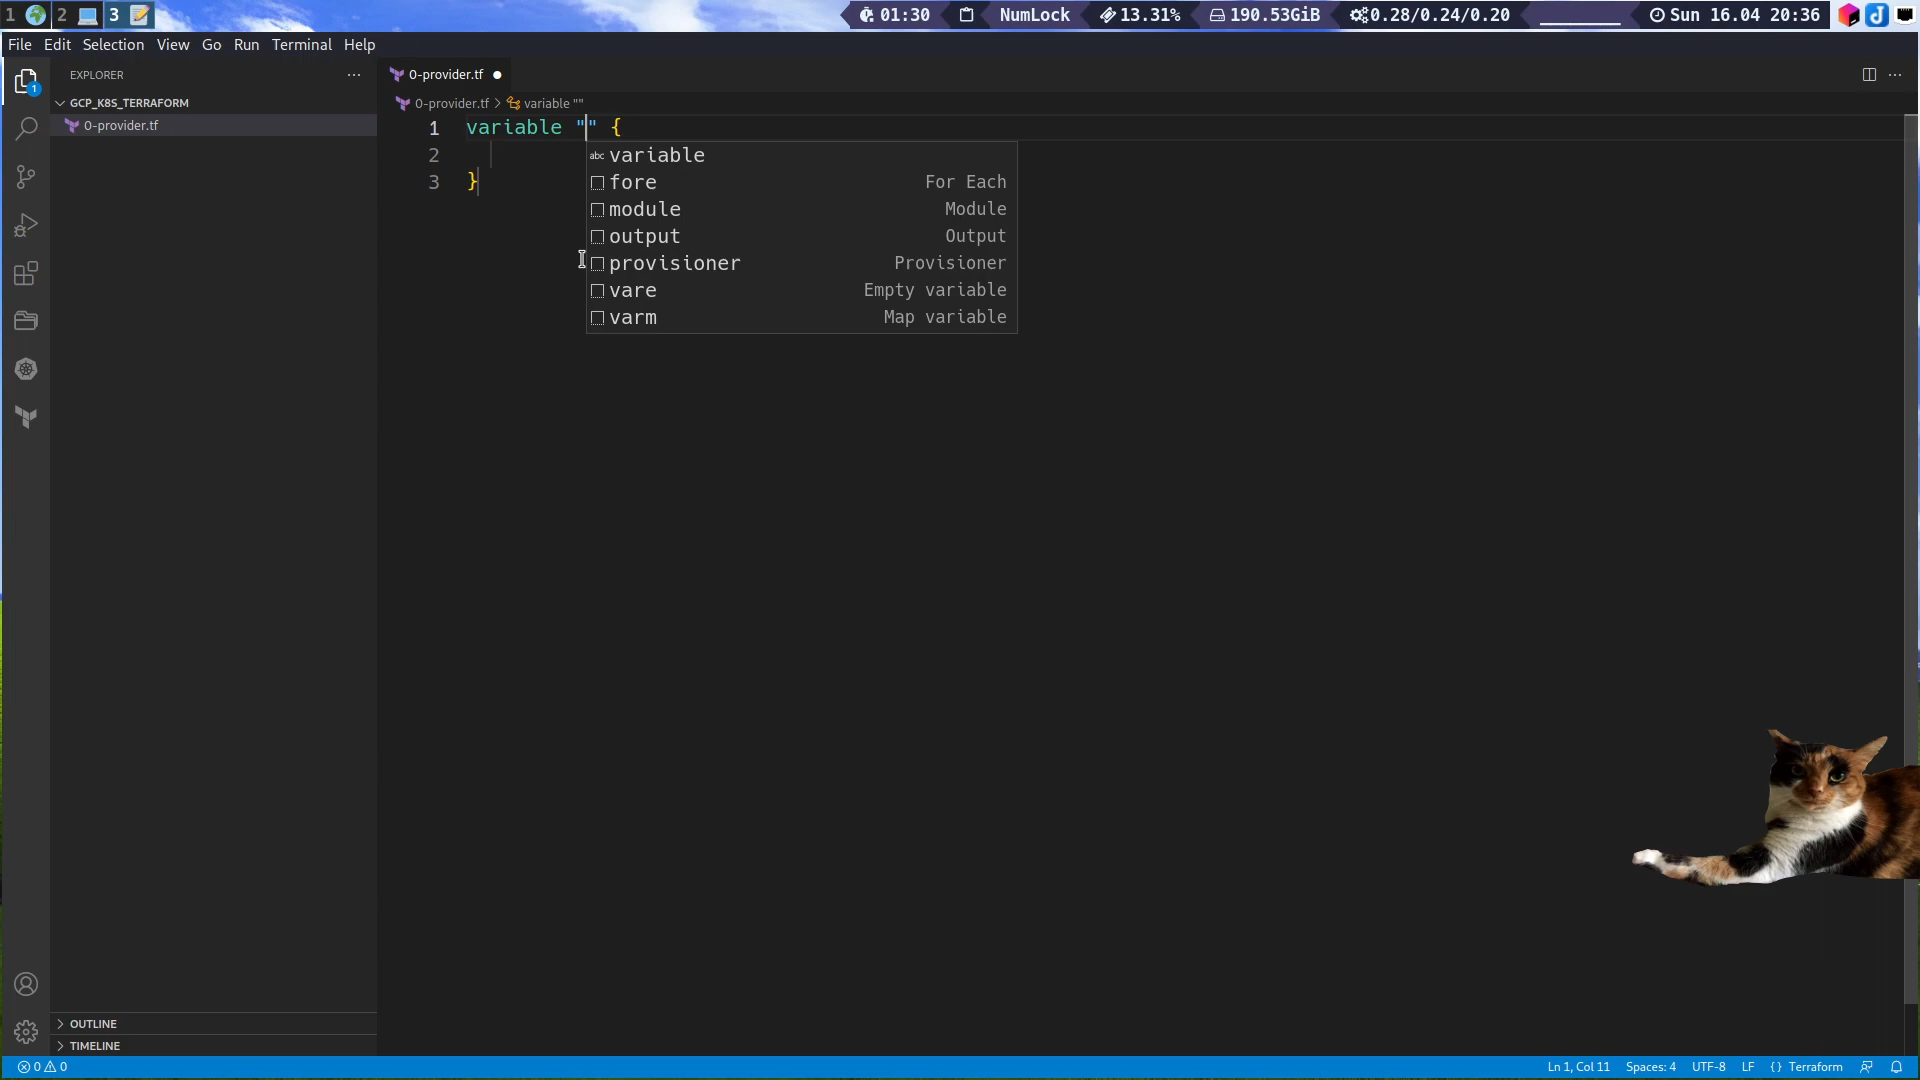 1 2 3 01:30 NumLock 13.31% 190.53GiB 0.28/0.24/0.20 Sun 16.04 20:36
File Edit Selection View Go Run Terminal Help
EXPLORER ··· 0-provider.tf ● ···
GCP_K8S_TERRAFORM 0-provider.tf > variable ""
0-provider.tf
1 variable "" {
2
3 }
abc variable
fore For Each
module Module
output Output
provisioner Provisioner
vare Empty variable
varm Map variable
1
OUTLINE
TIMELINE
0 0 Ln 1, Col 11 Spaces: 4 UTF-8 LF {} Terraform